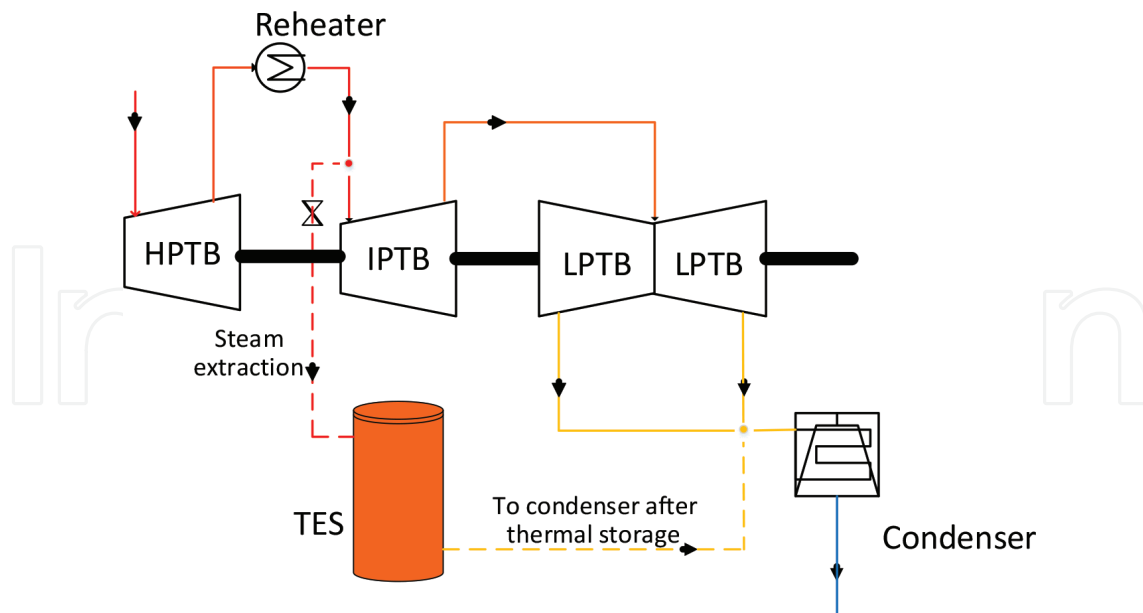 Reheater
HPTB
IPTB
LPTB
LPTB
Steam
extraction
TES
To condenser after
thermal storage
Condenser